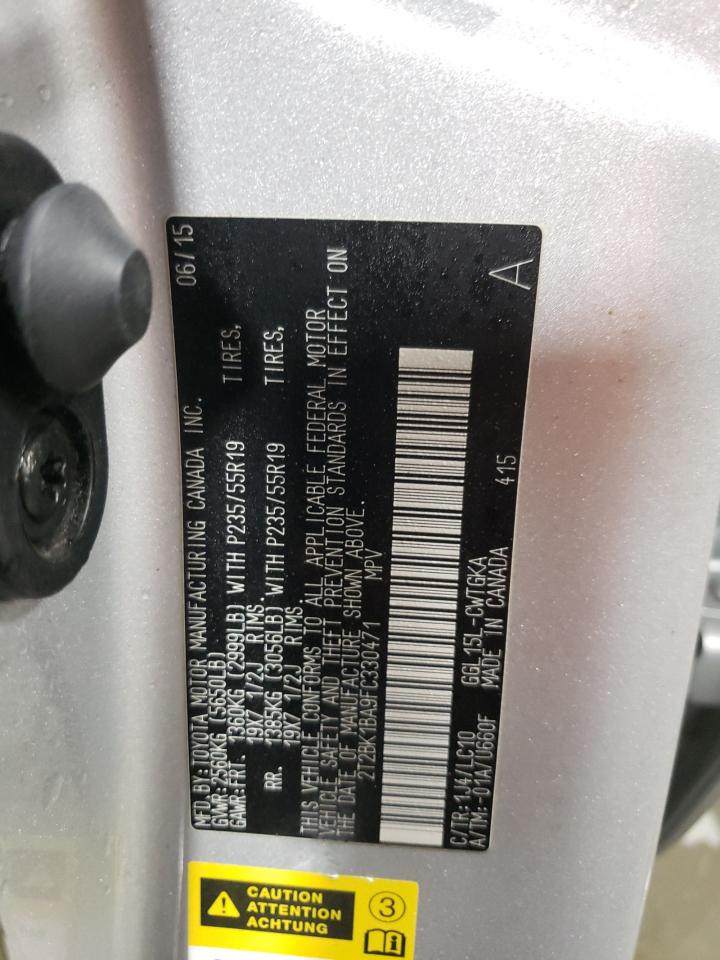 MFD. BY:TOYOTA MOTOR MANUFACTURING CANADA INC. 06/15
GVWR:2560KG (5650LB)
GAWR:FRT. 1360KG (2999LB) WITH P235/55R19 TIRES,
19X7 1/2J RIMS,
RR. 1385KG (3056LB) WITH P235/55R19 TIRES,
19X7 1/2J RIMS,
THIS VEHICLE CONFORMS TO ALL APPLICABLE FEDERAL MOTOR
VEHICLE SAFETY AND THEFT PREVENTION STANDARDS IN EFFECT ON
THE DATE OF MANUFACTURE SHOWN ABOVE.
2T2BK1BA9FC330471 MPV
C/TR:1J4/LC10 GGL15L-CWTGKA 415 A
A/TM:-01A/U660F MADE IN CANADA
CAUTION
ATTENTION
ACHTUNG
3